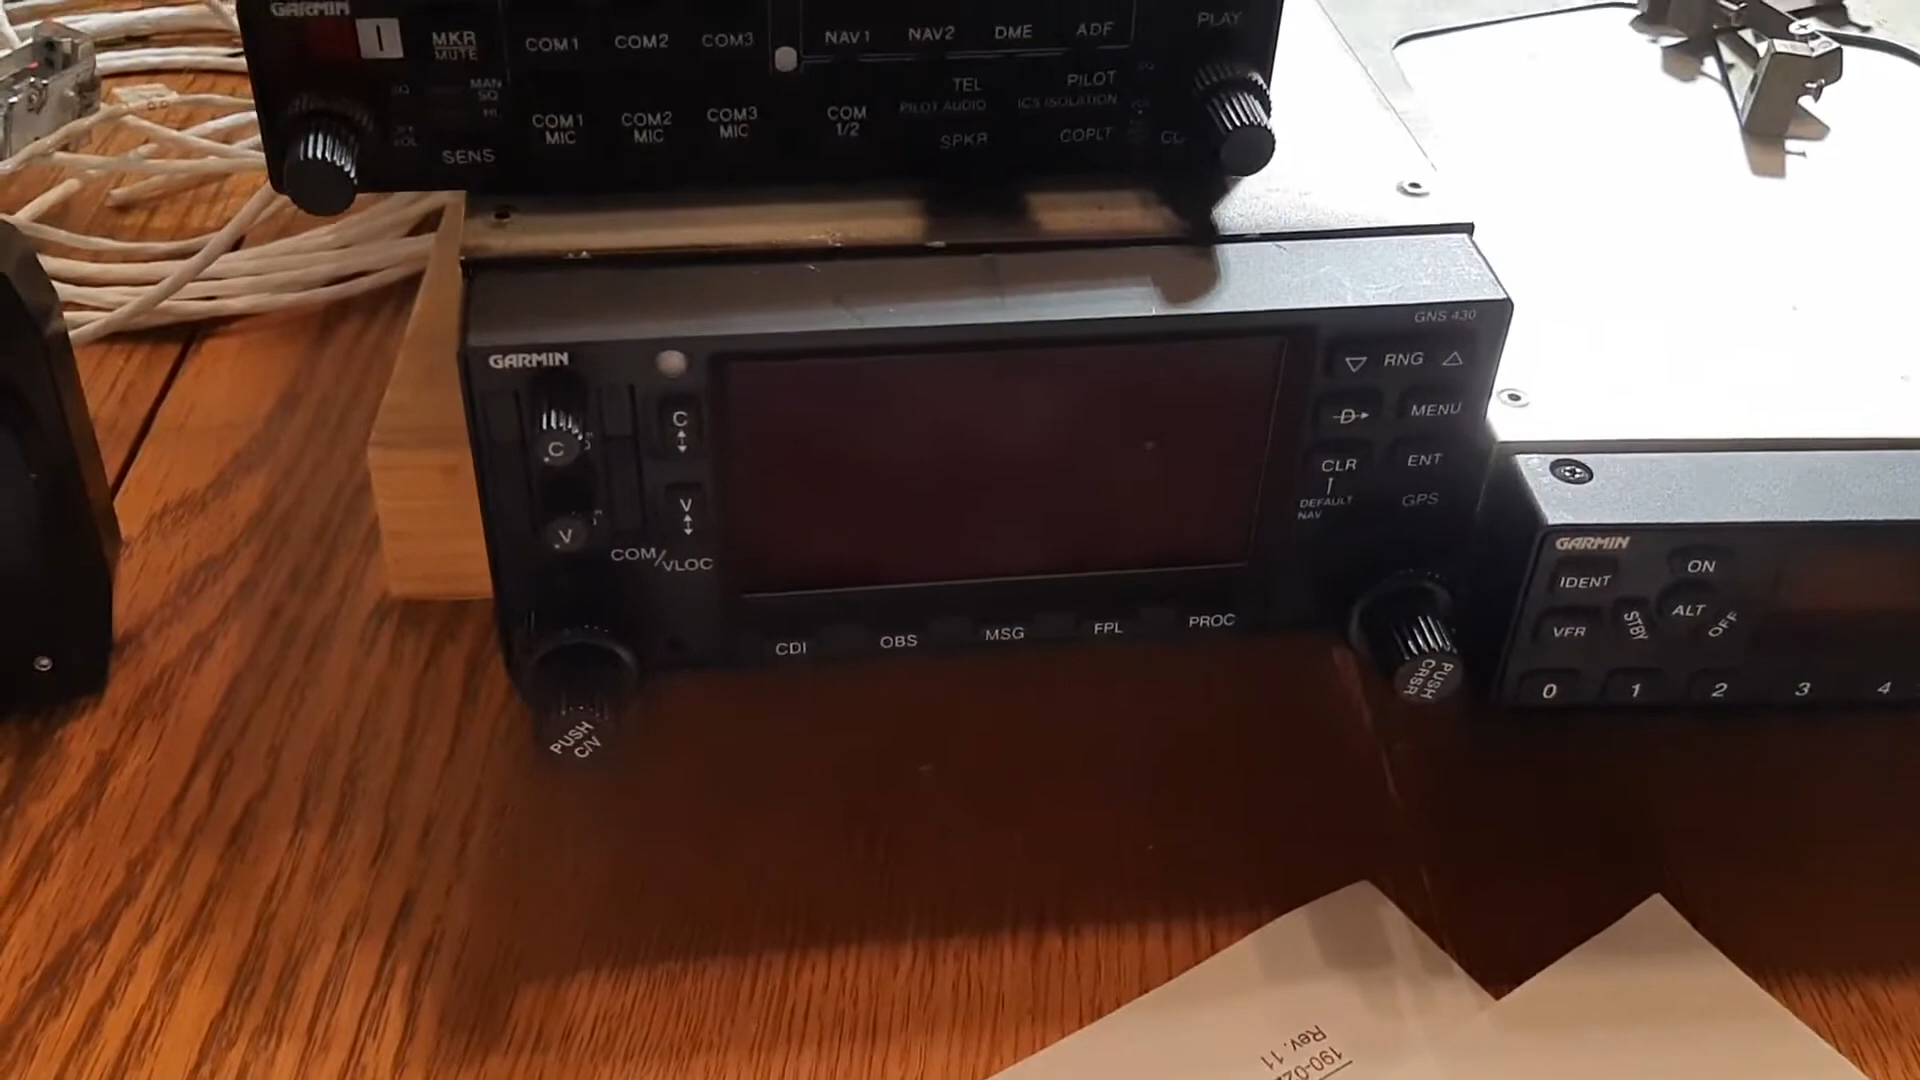 GARMIN
MKR
MUTE
COM1 COM2 COM3
NAV1 NAV2 DME ADF
PLAY
MAN
SQ
TEL PILOT
PILOT AUDIO ICS ISOLATION
COM1
MIC
COM2
MIC
COM3
MIC
COM
1/2
SPKR COPLT
SENS
VOL
GNS 430
GARMIN
C
V
C
V
COM/VLOC
RNG
D MENU
CLR ENT
DEFAULT
NAV
GPS
CDI OBS MSG FPL PROC
PUSH
C/V
PUSH
CRSR
GARMIN
IDENT ON
VFR STBY ALT OFF
0 1 2 3 4
Rev. 11